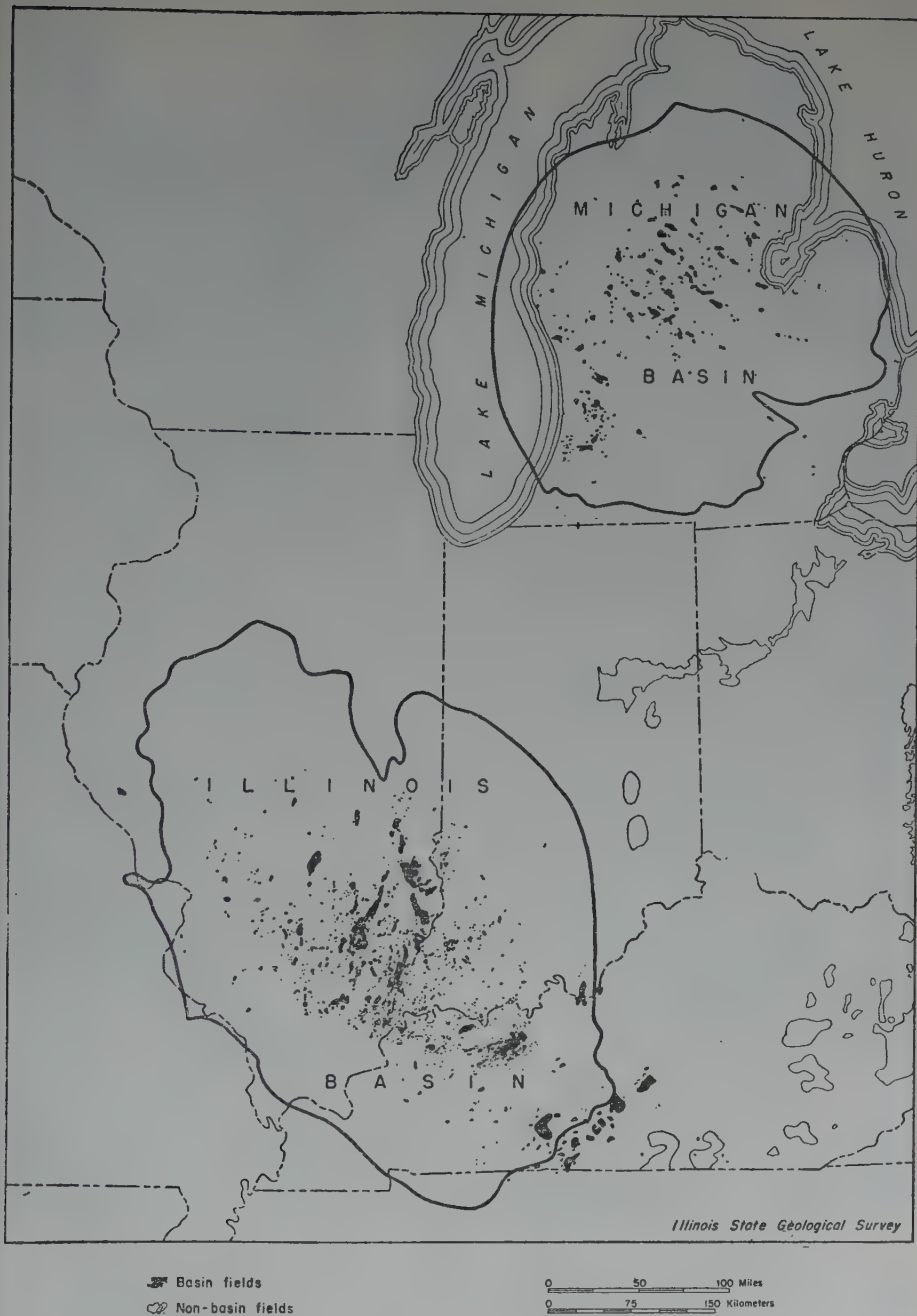 LAKE HURON
LAKE MICHIGAN
MICHIGAN
BASIN
ILLINOIS
BASIN
Illinois State Geological Survey
Basin fields
Non-basin fields
0 50 100 Miles
0 75 150 Kilometers